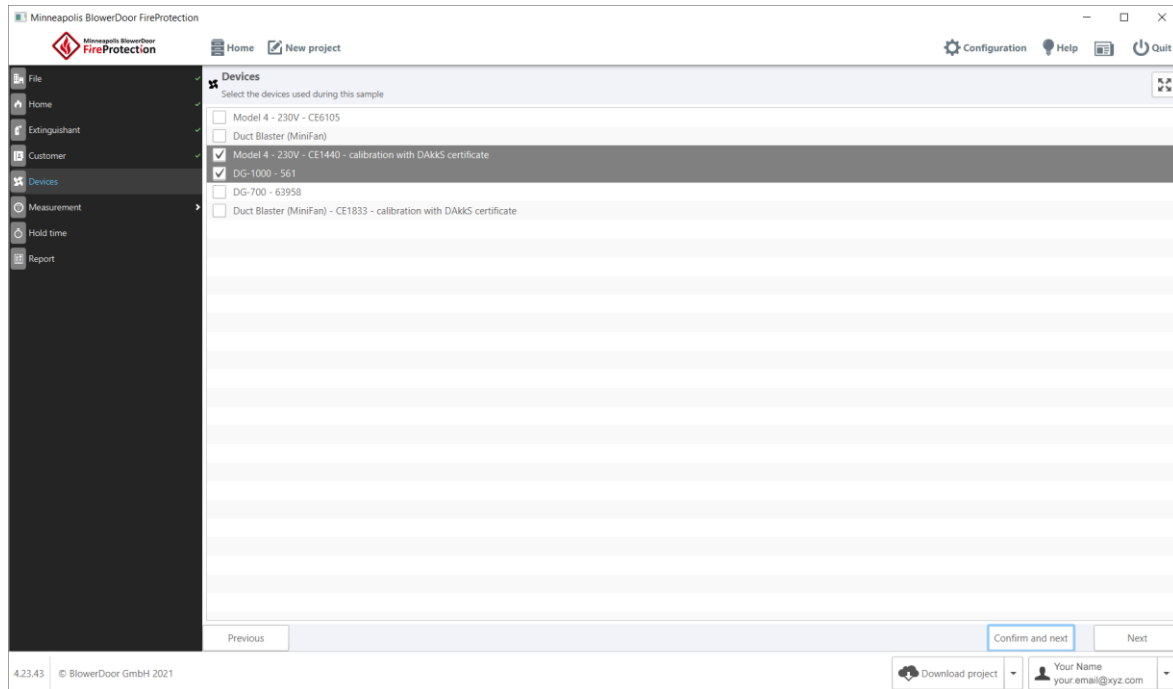 Minneapolis BlowerDoor FireProtection
Minneapolis BlowerDoor
FireProtection
Home
New project
Configuration
Help
Quit
File
Home
Extinguishant
Customer
Devices
Measurement
Hold time
Report
Devices
Select the devices used during this sample
Model 4 - 230V - CE6105
Duct Blaster (MiniFan)
Model 4 - 230V - CE1440 - calibration with DAkkS certificate
DG-1000 - 561
DG-700 - 63958
Duct Blaster (MiniFan) - CE1833 - calibration with DAkkS certificate
Previous
Confirm and next
Next
4.23.43
© BlowerDoor GmbH 2021
Download project
Your Name
your.email@xyz.com